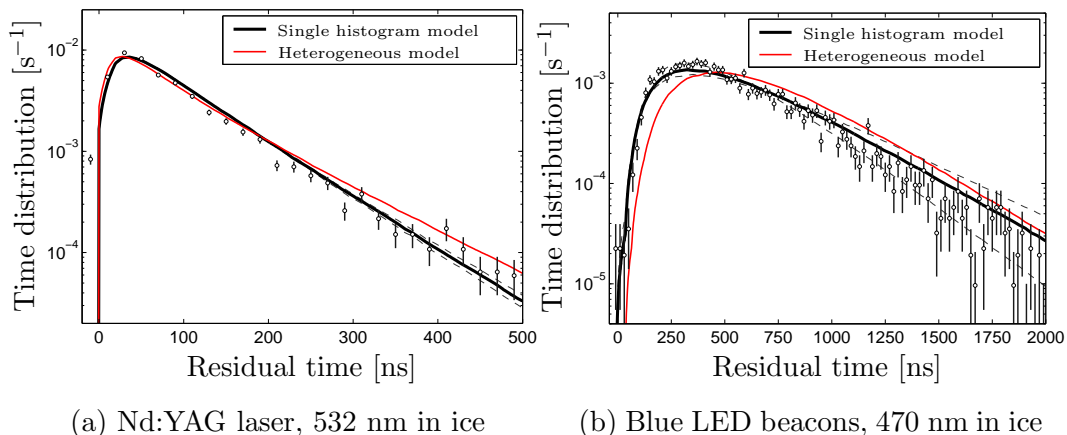 Single histogram model
Heterogeneous model
Time distribution [s⁻¹]
10⁻²
10⁻³
10⁻⁴
0 100 200 300 400 500
Residual time [ns]
(a) Nd:YAG laser, 532 nm in ice
Single histogram model
Heterogeneous model
Time distribution [s⁻¹]
10⁻³
10⁻⁴
10⁻⁵
0 250 500 750 1000 1250 1500 1750 2000
Residual time [ns]
(b) Blue LED beacons, 470 nm in ice